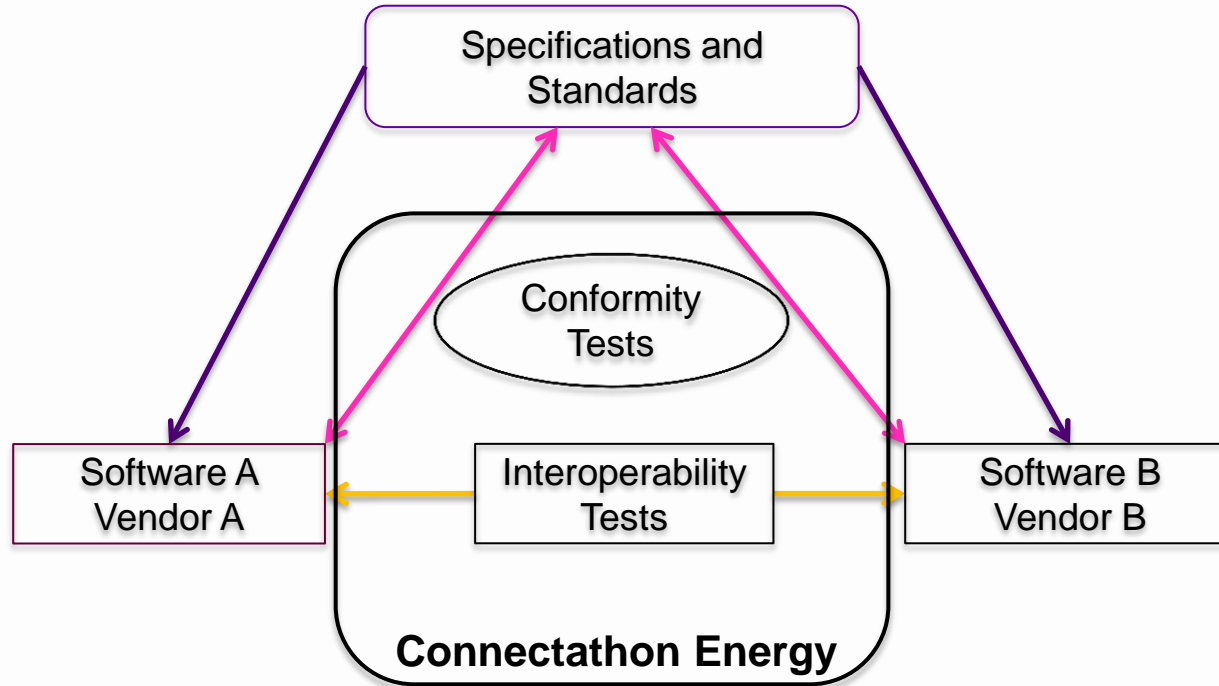 Specifications and
Standards
Conformity
Tests
Software A
Vendor A
Interoperability
Tests
Software B
Vendor B
Connectathon Energy